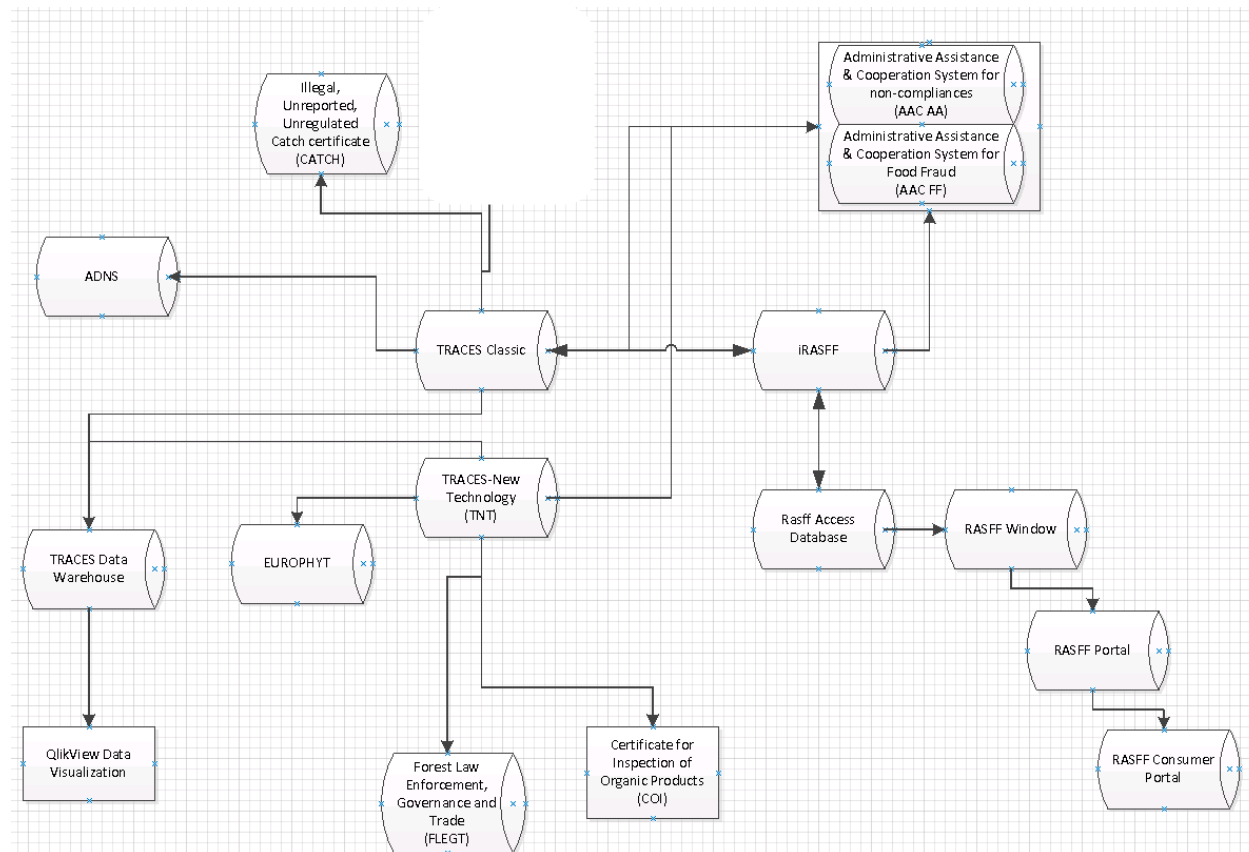 Illegal,
Unreported,
Unregulated
Catch certificate
(CATCH)
Administrative Assistance
& Cooperation System for
non-compliances
(AAC AA)
Administrative Assistance
& Cooperation System for
Food Fraud
(AAC FF)
ADNS
TRACES Classic
iRASFF
TRACES-New
Technology
(TNT)
Rasff Access
Database
RASFF Window
TRACES Data
Warehouse
EUROPHYT
RASFF Portal
QlikView Data
Visualization
Forest Law
Enforcement,
Governance and
Trade
(FLEGT)
Certificate for
Inspection of
Organic Products
(COI)
RASFF Consumer
Portal